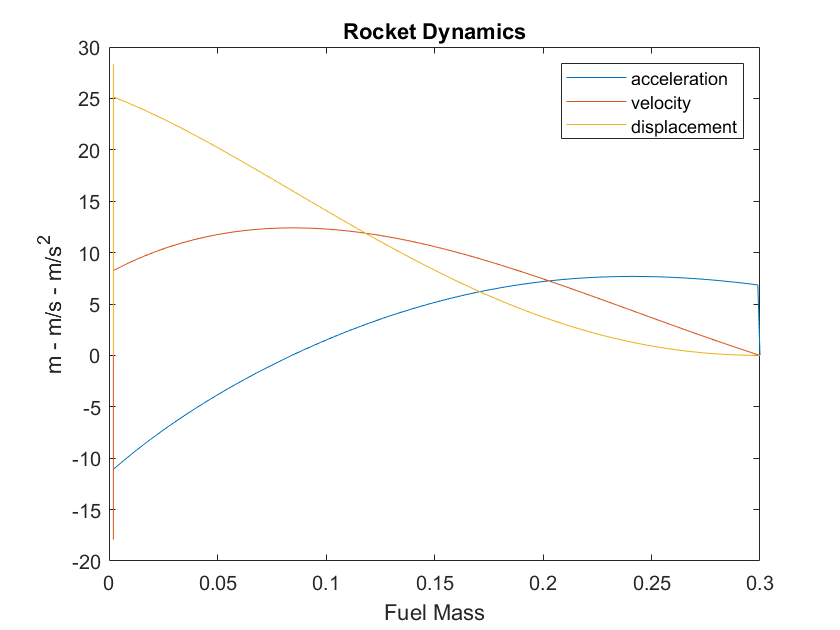 Rocket Dynamics
acceleration
velocity
displacement
30
25
20
15
10
5
0
-5
-10
-15
-20
m - m/s - m/s²
0 0.05 0.1 0.15 0.2 0.25 0.3
Fuel Mass